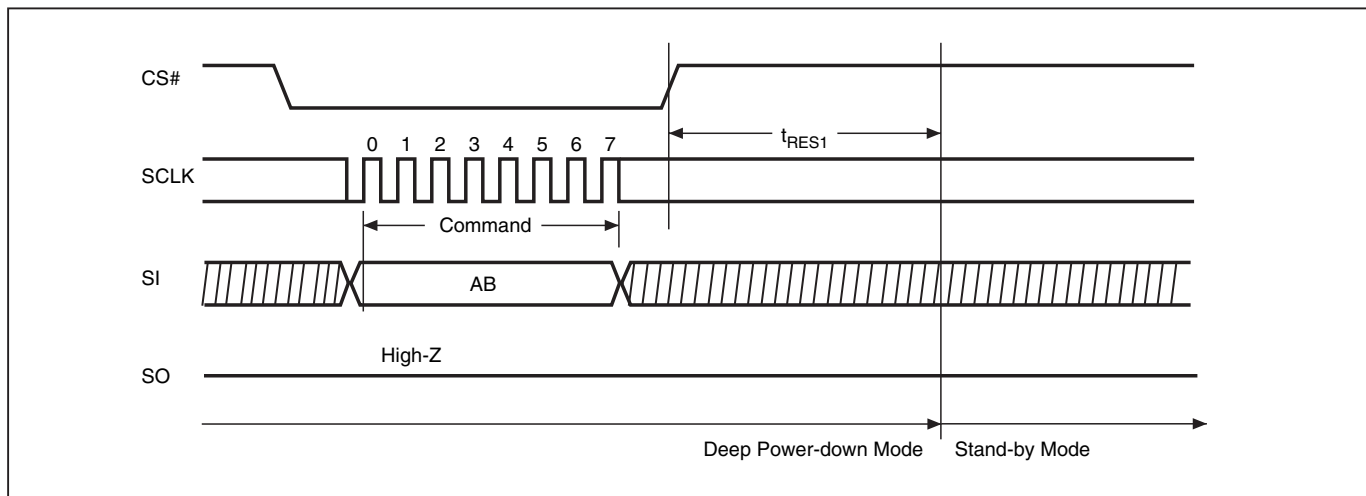 CS#
0 1 2 3 4 5 6 7
tRES1
SCLK
Command
SI
AB
High-Z
SO
Deep Power-down Mode Stand-by Mode